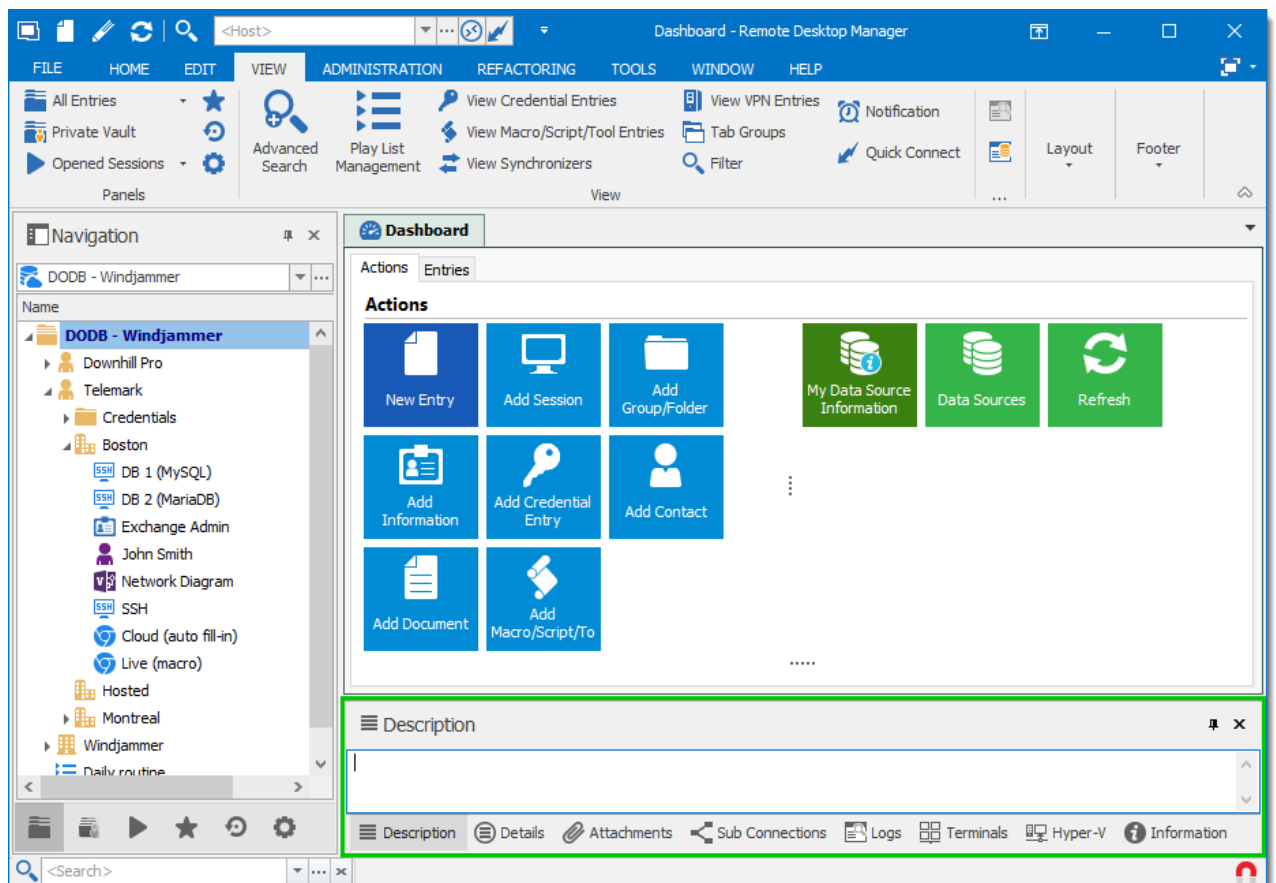 <Host>
Dashboard - Remote Desktop Manager
FILE HOME EDIT VIEW ADMINISTRATION REFACTORING TOOLS WINDOW HELP
All Entries
Private Vault
Opened Sessions
Panels
Advanced
Search
Play List
Management
View Credential Entries
View Macro/Script/Tool Entries
View Synchronizers
View VPN Entries
Tab Groups
Filter
Notification
Quick Connect
View
...
Layout
Footer
Navigation
DODB - Windjammer
Name
DODB - Windjammer
Downhill Pro
Telemark
Credentials
Boston
SSH DB 1 (MySQL)
SSH DB 2 (MariaDB)
Exchange Admin
John Smith
Network Diagram
SSH SSH
Cloud (auto fill-in)
Live (macro)
Hosted
Montreal
Windjammer
Daily routine
<Search>
Dashboard
Actions Entries
Actions
New Entry
Add Session
Add
Group/Folder
My Data Source
Information
Data Sources
Refresh
Add
Information
Add Credential
Entry
Add Contact
Add Document
Add
Macro/Script/To
Description
Description Details Attachments Sub Connections Logs Terminals Hyper-V Information